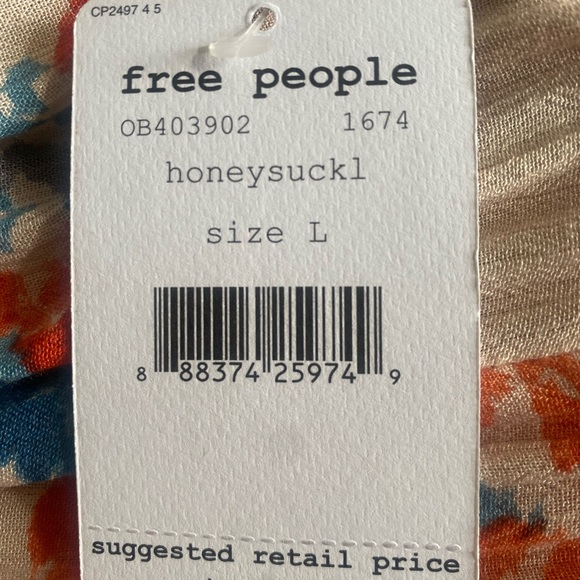 CP2497 4 5
free people
OB403902 1674
honeysuckl
size L
8 88374 25974 9
suggested retail price